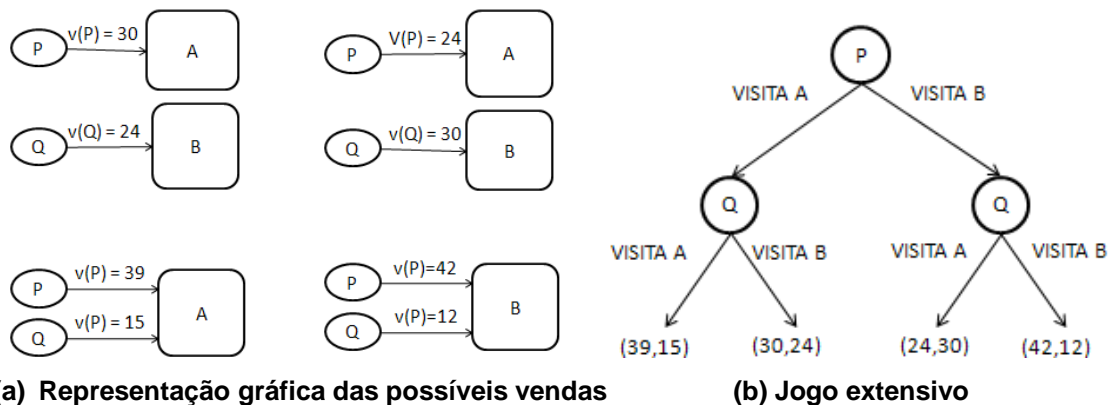 P v(P) = 30 A
Q v(Q) = 24 B
P V(P) = 24 A
Q v(Q) = 30 B
P v(P) = 39
Q v(P) = 15
A
P v(P)=42
Q v(P)=12
B
P
VISITA A VISITA B
Q Q
VISITA A VISITA B VISITA A VISITA B
(39,15) (30,24) (24,30) (42,12)
a) Representação gráfica das possíveis vendas
(b) Jogo extensivo